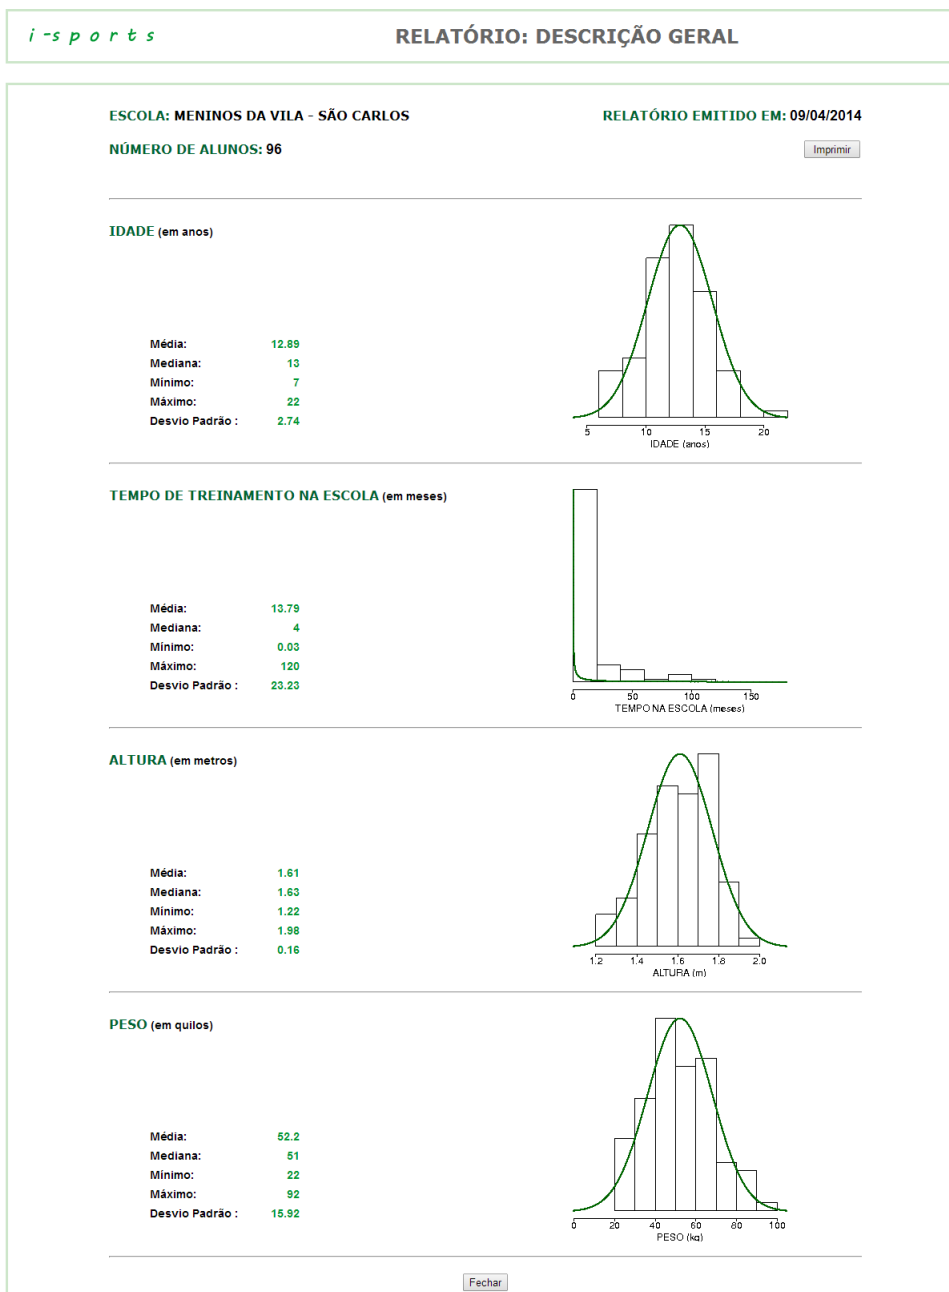 i-sports
RELATÓRIO: DESCRIÇÃO GERAL
ESCOLA: MENINOS DA VILA - SÃO CARLOS
RELATÓRIO EMITIDO EM: 09/04/2014
NÚMERO DE ALUNOS: 96
Imprimir
IDADE (em anos)
Média: 12.89
Mediana: 13
Mínimo: 7
Máximo: 22
Desvio Padrão : 2.74
5 10 15 20
IDADE (anos)
TEMPO DE TREINAMENTO NA ESCOLA (em meses)
Média: 13.79
Mediana: 4
Mínimo: 0.03
Máximo: 120
Desvio Padrão : 23.23
0 50 100 150
TEMPO NA ESCOLA (meses)
ALTURA (em metros)
Média: 1.61
Mediana: 1.63
Mínimo: 1.22
Máximo: 1.98
Desvio Padrão : 0.16
1.2 1.4 1.6 1.8 2.0
ALTURA (m)
PESO (em quilos)
Média: 52.2
Mediana: 51
Mínimo: 22
Máximo: 92
Desvio Padrão : 15.92
0 20 40 60 80 100
PESO (kg)
Fechar